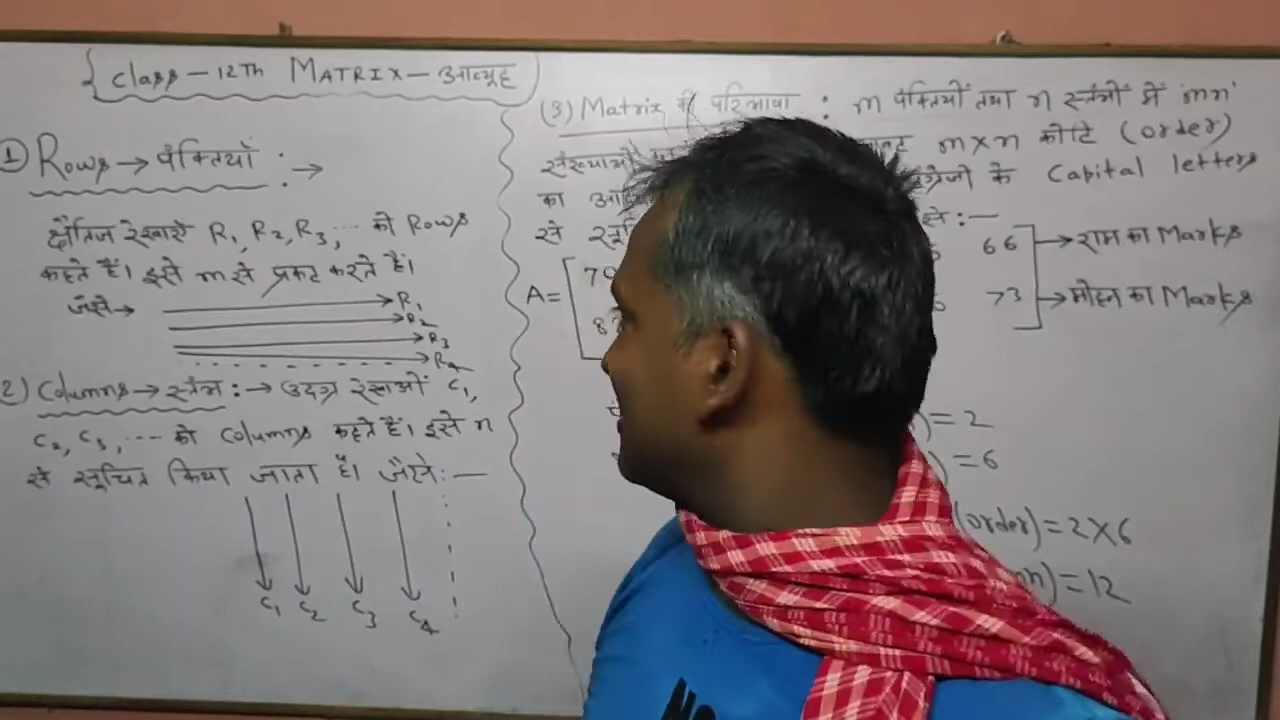 Class - 12TH MATRIX - आव्यूह
① Rows → पंक्तियाँ : →
क्षैतिज रेखाओं R1, R2, R3, ... को Rows
कहते हैं। इसे m से प्रकट करते हैं।
जैसे →
R1
R2
R3
R4
2) Columns → स्तंभ : → उदग्र रेखाओं C1,
C2, C3, ... को Columns कहते हैं। इसे n
से सूचित किया जाता है। जैसे :—
C1 C2 C3 C4
(3) Matrix की परिभाषा : m पंक्तियों तथा n स्तंभों में 'mn'
संख्याओं m×n कोटि (order)
का अंग्रेजी के Capital letters
से :—
A = 70 66 → राम का Marks
73 → मोहन का Marks
) = 2
) = 6
(order) = 2×6
) = 12
NO